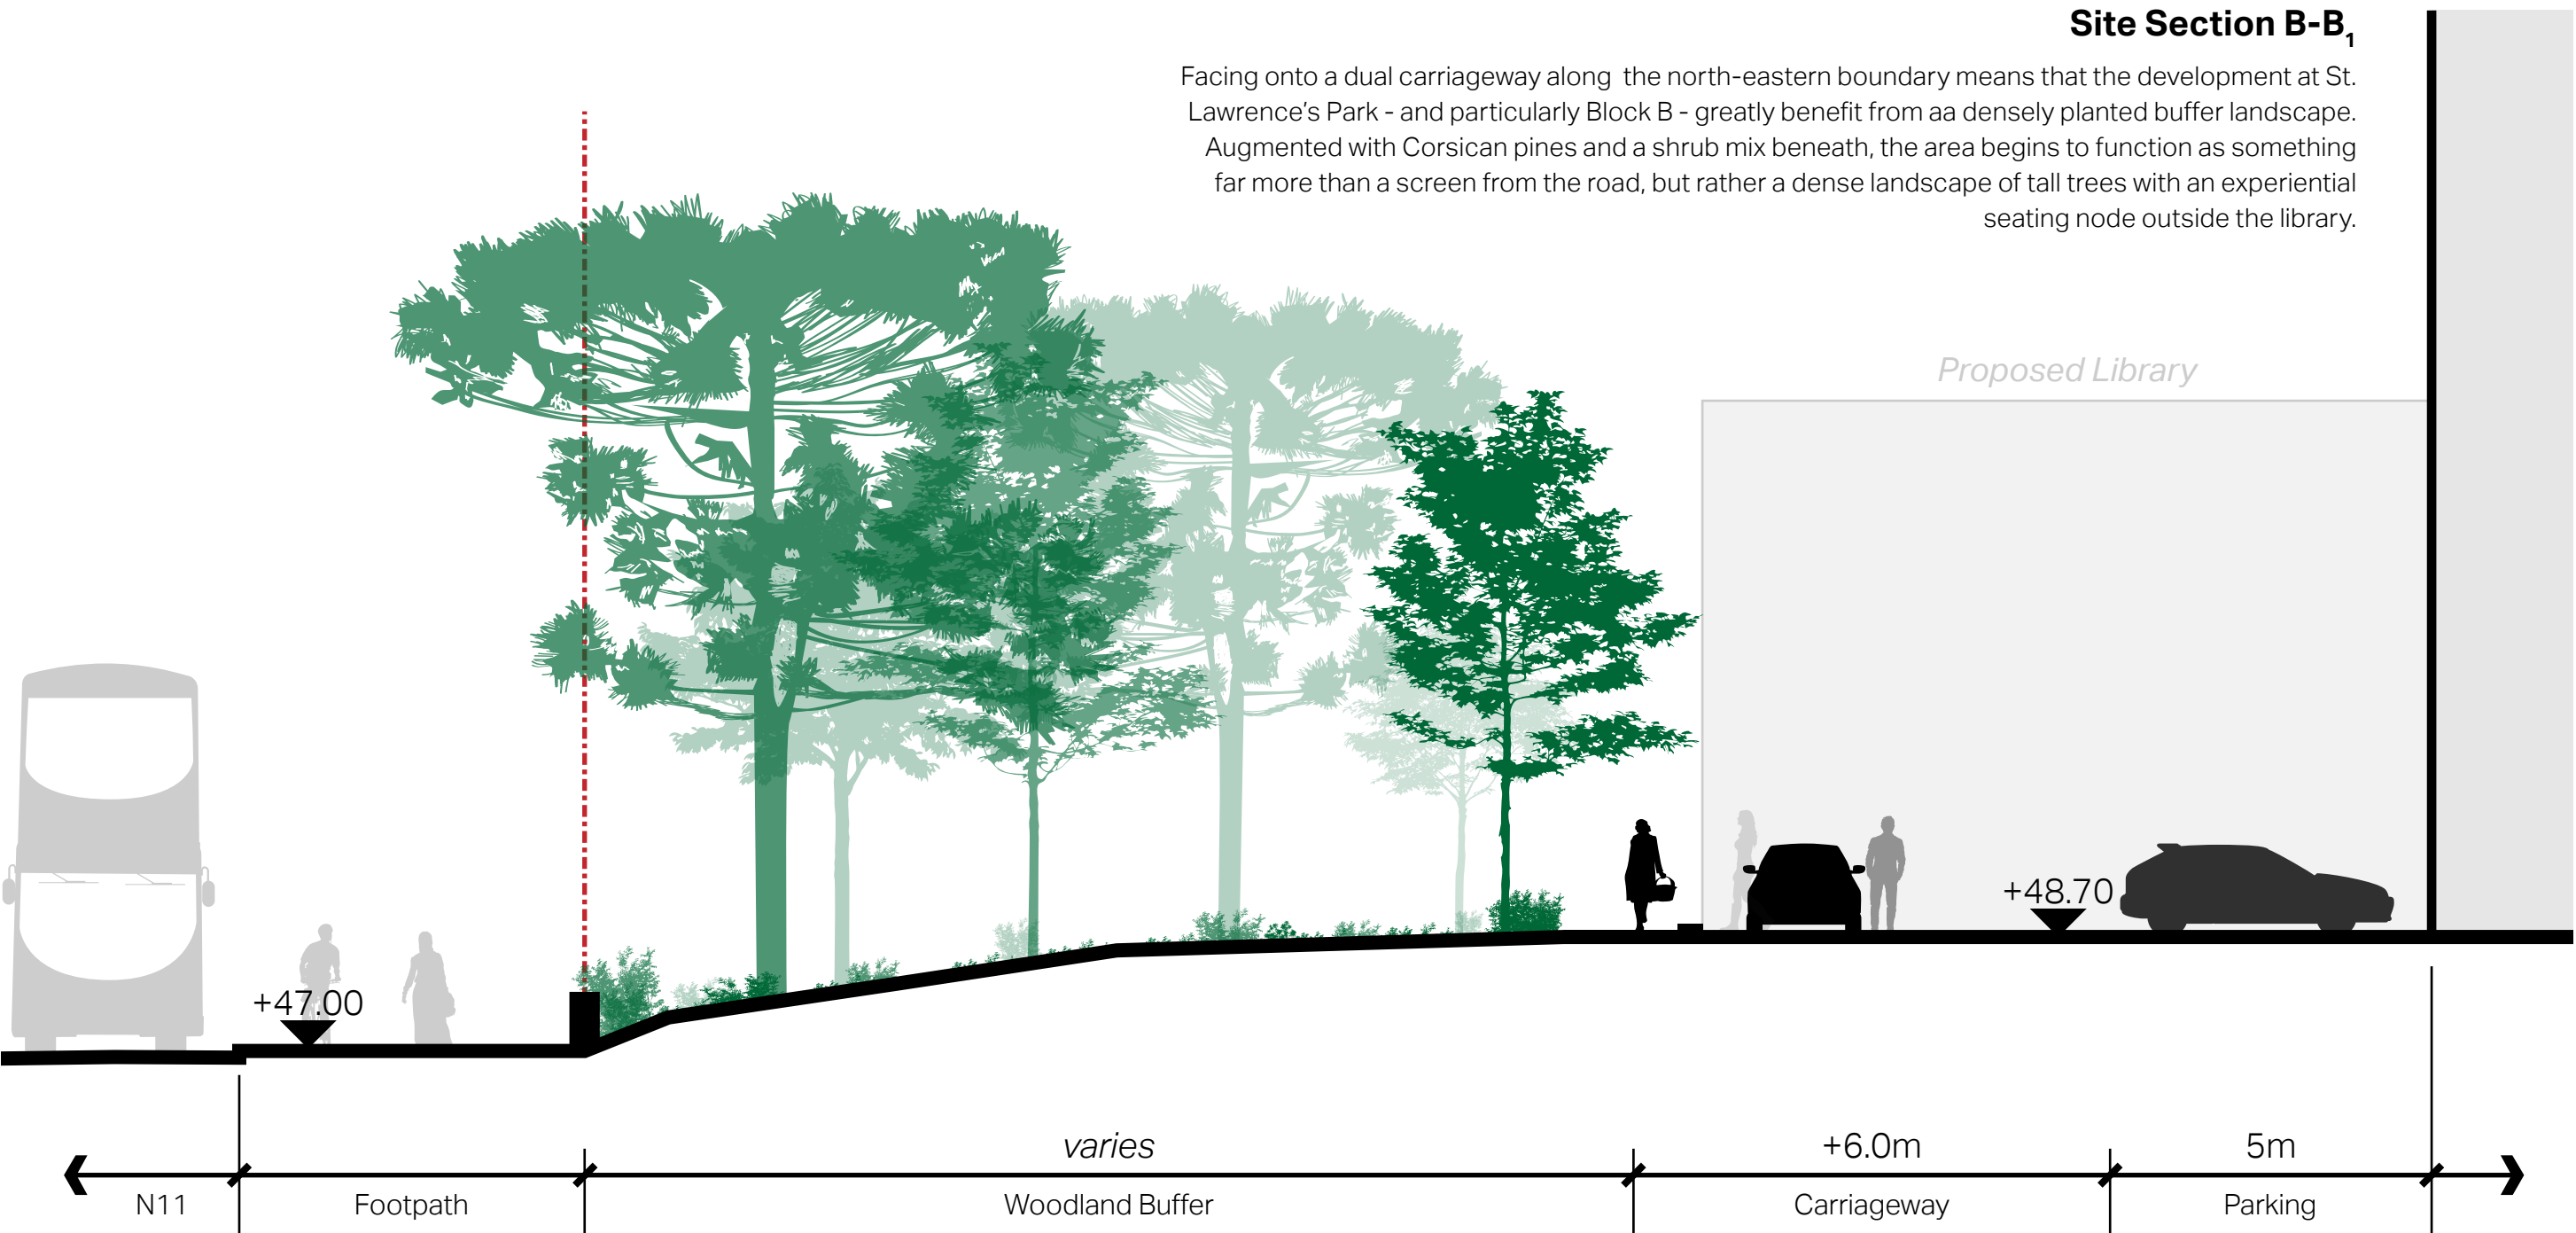 Site Section B-B1
Facing onto a dual carriageway along the north-eastern boundary means that the development at St.
Lawrence's Park - and particularly Block B - greatly benefit from aa densely planted buffer landscape.
Augmented with Corsican pines and a shrub mix beneath, the area begins to function as something
far more than a screen from the road, but rather a dense landscape of tall trees with an experiential
seating node outside the library.
Proposed Library
+48.70
+47.00
varies
+6.0m
5m
N11
Footpath
Woodland Buffer
Carriageway
Parking